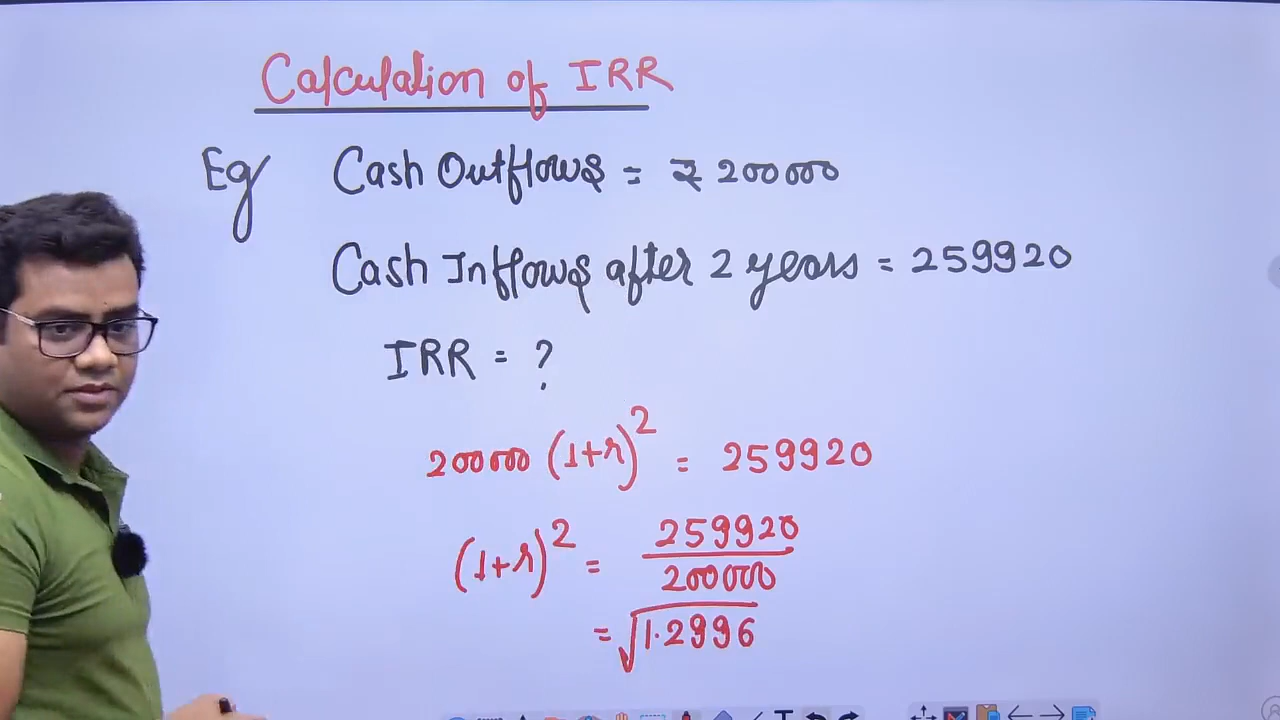 Calculation of IRR
Eg Cash Outflows = ₹ 200000
Cash Inflows after 2 years = 259920
IRR = ?
200000 (1+r)² = 259920
(1+r)² = 259920/200000
= √1.2996